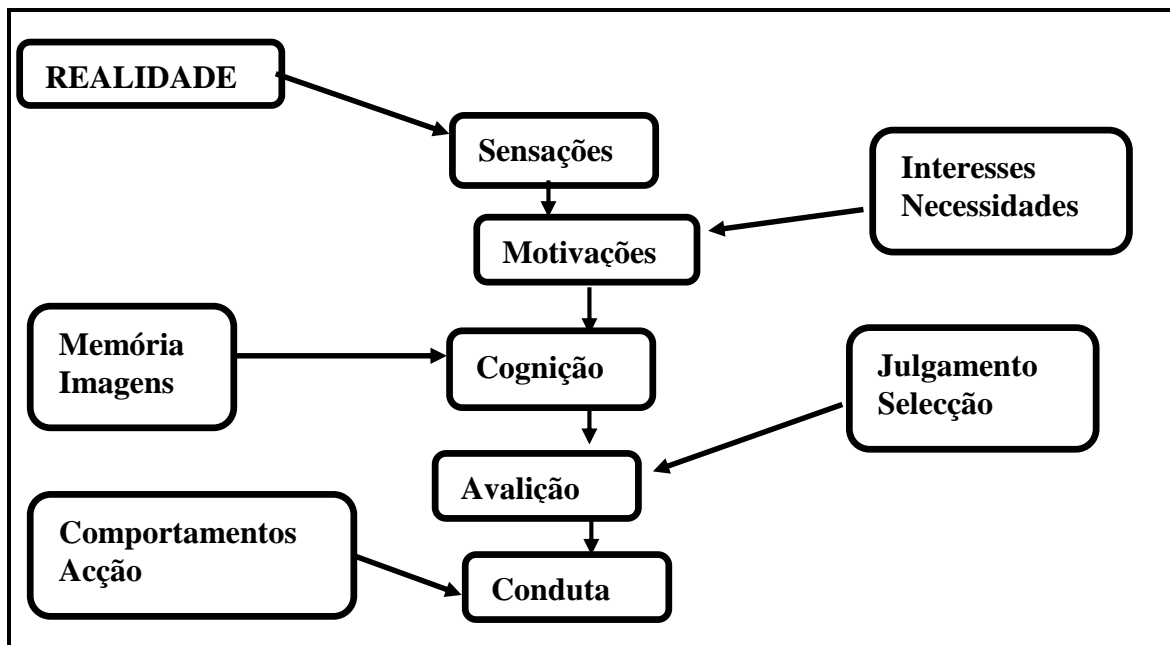 REALIDADE
Sensações
Interesses
Necessidades
Motivações
Memória
Imagens
Cognição
Julgamento
Selecção
Avalição
Comportamentos
Acção
Conduta